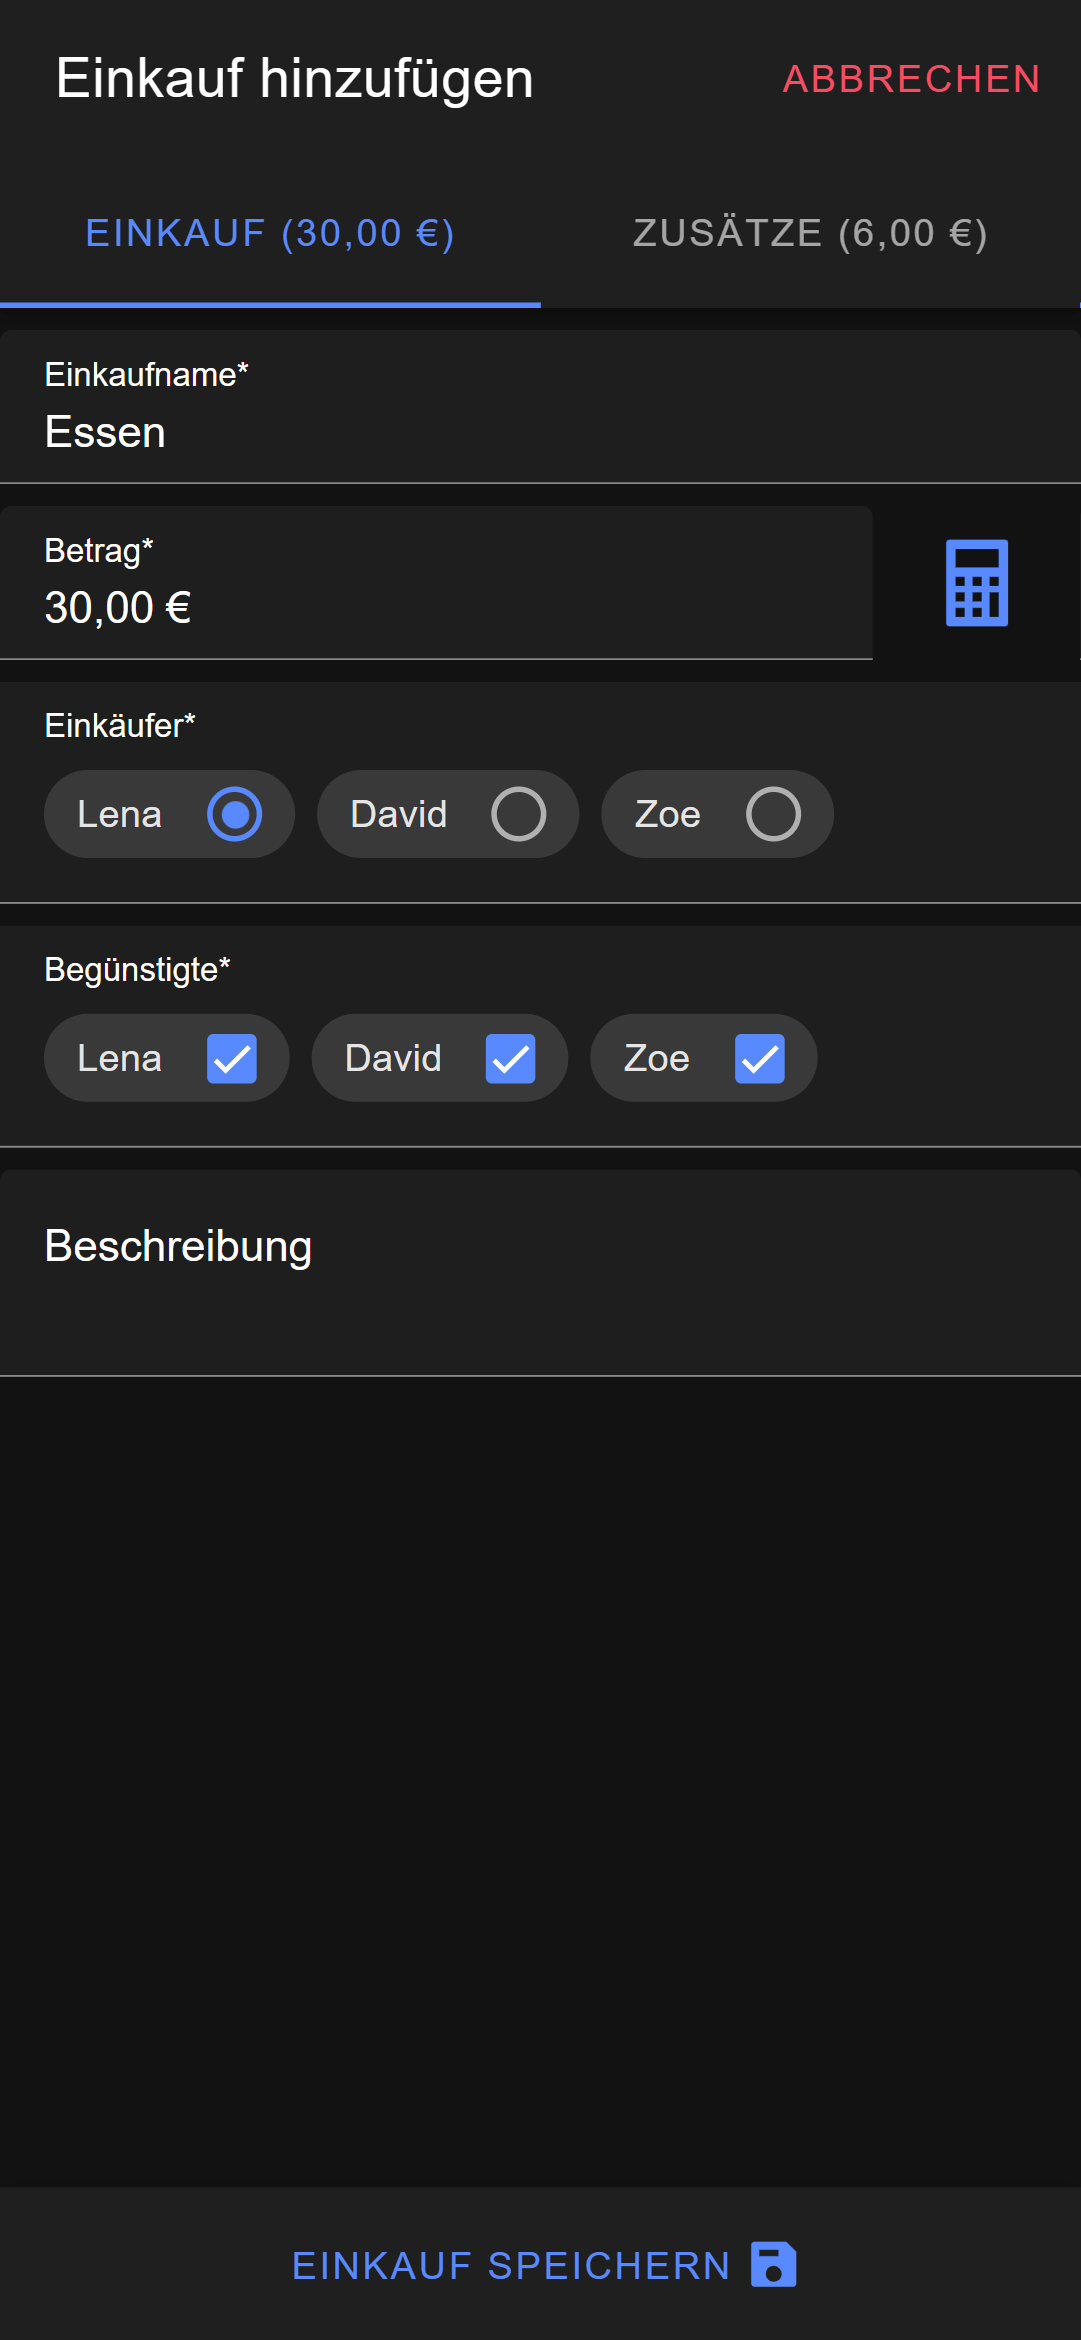 Einkauf hinzufügen ABBRECHEN
EINKAUF (30,00 €) ZUSÄTZE (6,00 €)
Einkaufname*
Essen
Betrag*
30,00 €
Einkäufer*
Lena David Zoe
Begünstigte*
Lena David Zoe
Beschreibung
EINKAUF SPEICHERN